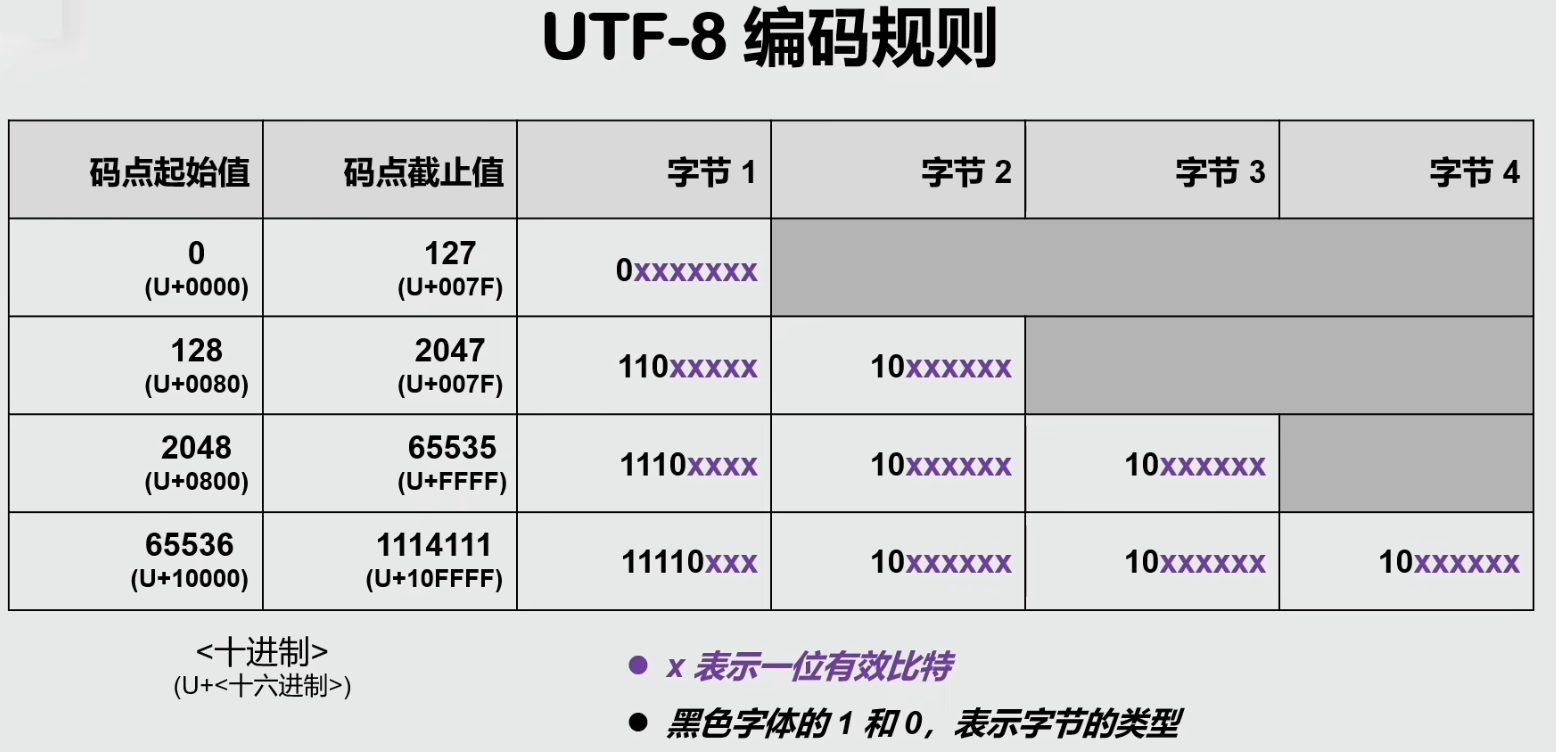 UTF-8 编码规则
码点起始值 码点截止值 字节 1 字节 2 字节 3 字节 4
0 127 0xxxxxxx
(U+0000) (U+007F)
128 2047 110xxxxx 10xxxxxx
(U+0080) (U+007F)
2048 65535 1110xxxx 10xxxxxx 10xxxxxx
(U+0800) (U+FFFF)
65536 1114111 11110xxx 10xxxxxx 10xxxxxx 10xxxxxx
(U+10000) (U+10FFFF)
<十进制>
(U+<十六进制>)
● x 表示一位有效比特
● 黑色字体的 1 和 0，表示字节的类型